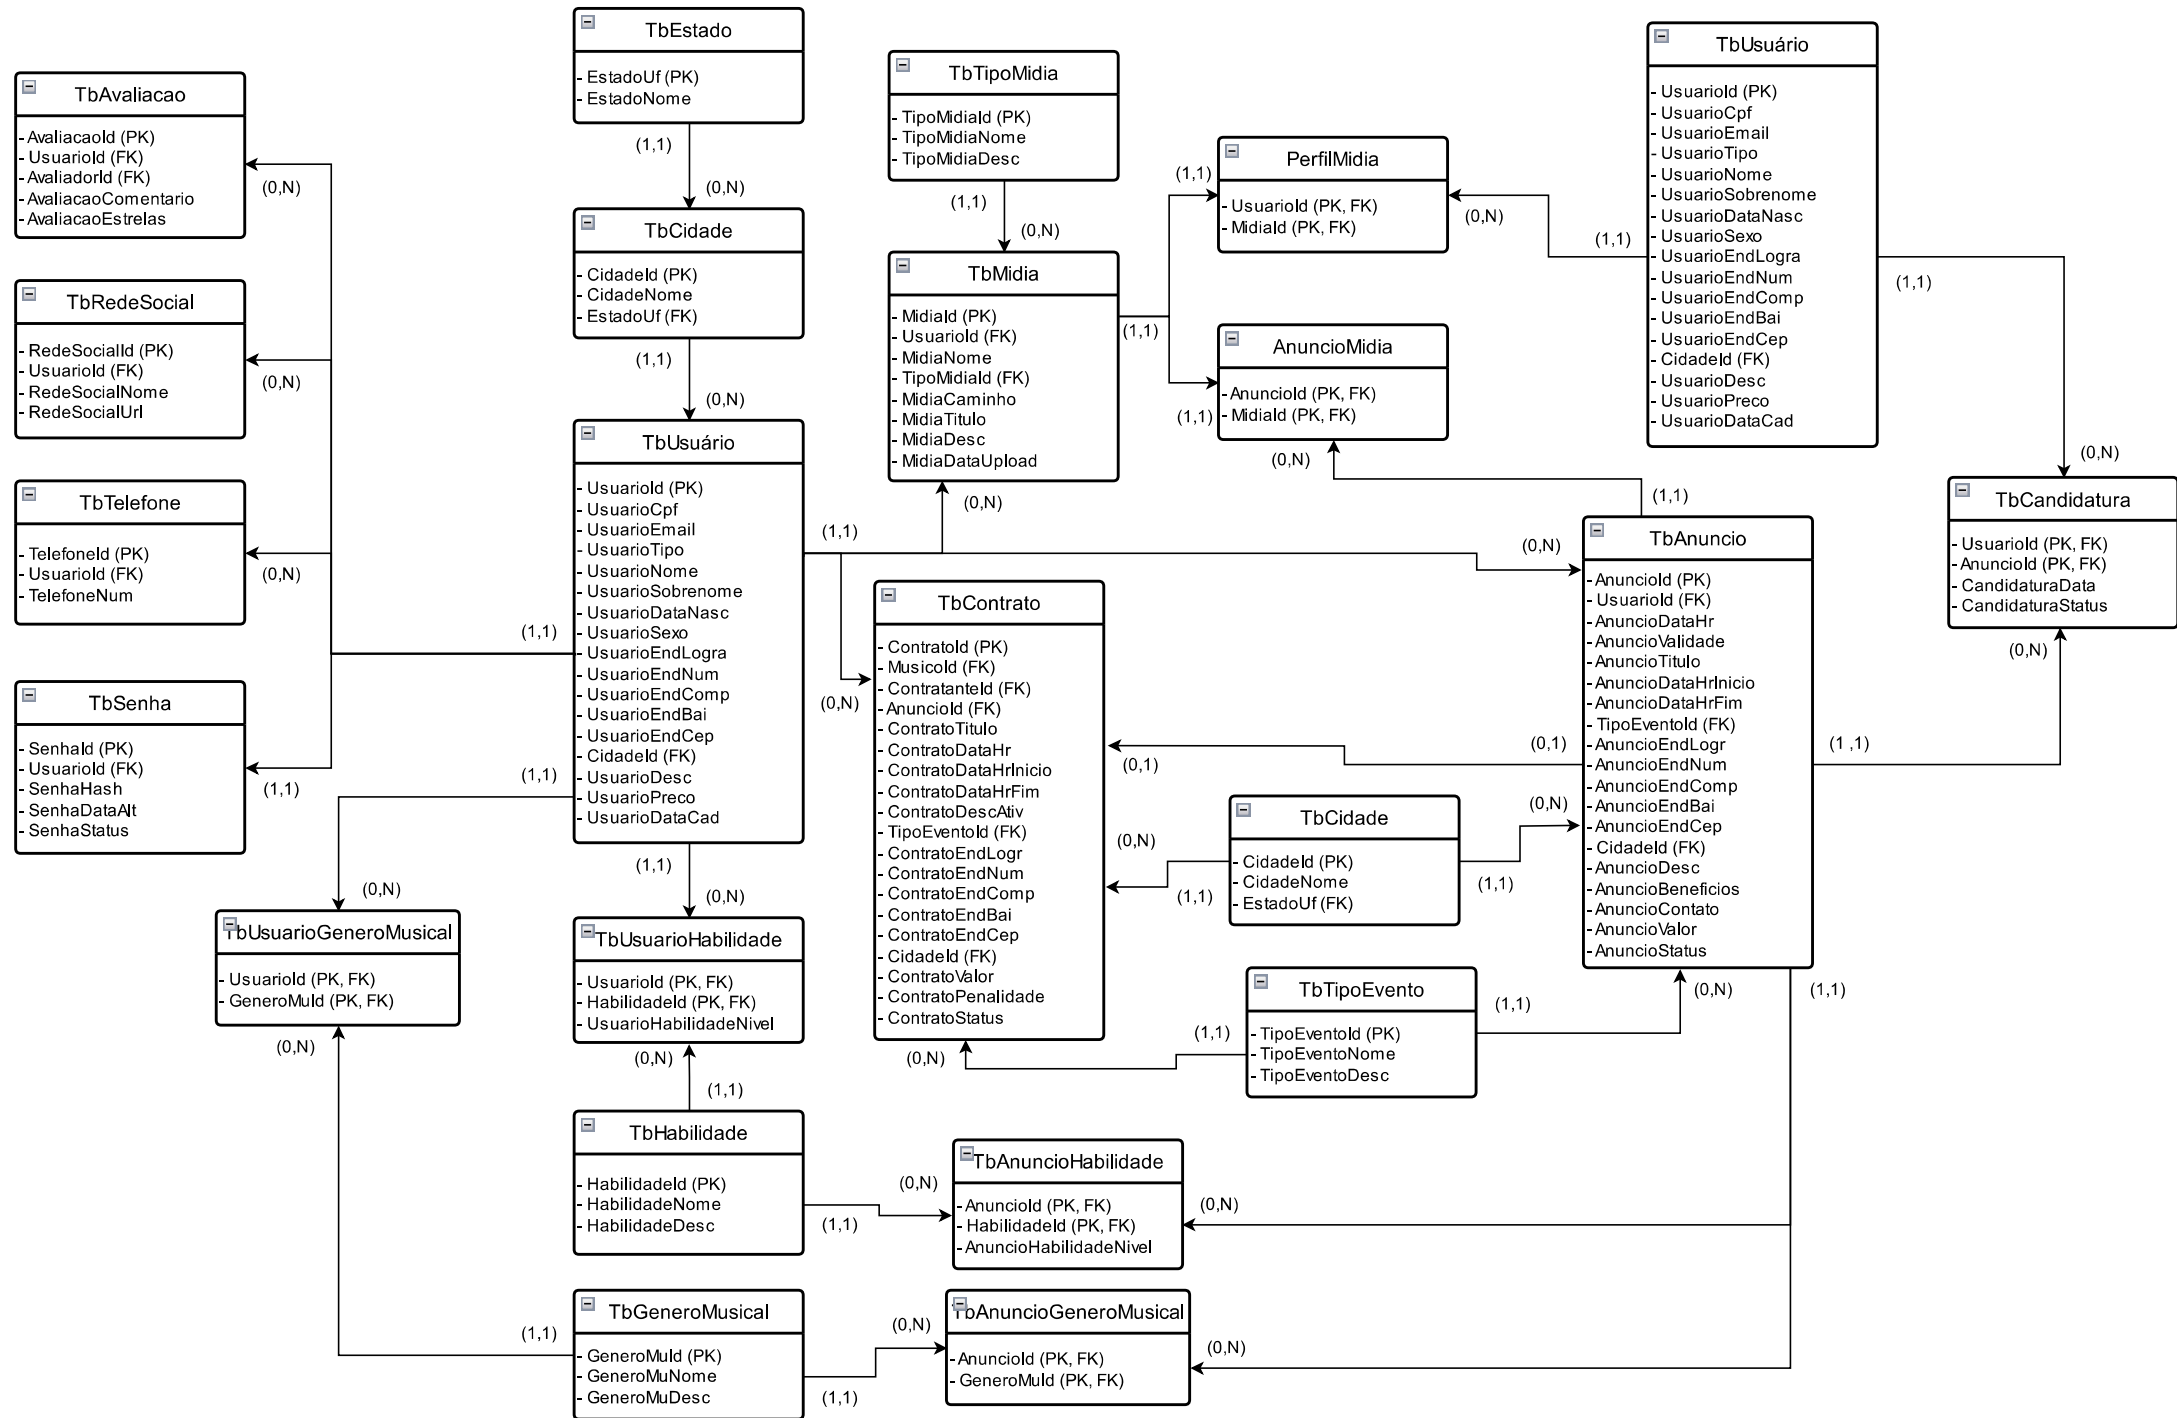 TbEstado
- EstadoUf (PK)
- EstadoNome
(1,1)
(0,N)
TbCidade
- CidadeId (PK)
- CidadeNome
- EstadoUf (FK)
(1,1)
(0,N)
TbAvaliacao
- AvaliacaoId (PK)
- UsuarioId (FK)
- AvaliadorId (FK)
- AvaliacaoComentario
- AvaliacaoEstrelas
(0,N)
TbRedeSocial
- RedeSocialId (PK)
- UsuarioId (FK)
- RedeSocialNome
- RedeSocialUrl
(0,N)
TbTelefone
- TelefoneId (PK)
- UsuarioId (FK)
- TelefoneNum
(0,N)
TbSenha
- SenhaId (PK)
- UsuarioId (FK)
- SenhaHash
- SenhaDataAlt
- SenhaStatus
(1,1)
TbUsuário
- UsuarioId (PK)
- UsuarioCpf
- UsuarioEmail
- UsuarioTipo
- UsuarioNome
- UsuarioSobrenome
- UsuarioDataNasc
- UsuarioSexo
- UsuarioEndLogra
- UsuarioEndNum
- UsuarioEndComp
- UsuarioEndBai
- UsuarioEndCep
- CidadeId (FK)
- UsuarioDesc
- UsuarioPreco
- UsuarioDataCad
(1,1)
(1,1)
(1,1)
(1,1)
(0,N)
(0,N)
TbUsuarioGeneroMusical
- UsuarioId (PK, FK)
- GeneroMuId (PK, FK)
(0,N)
TbUsuarioHabilidade
- UsuarioId (PK, FK)
- HabilidadeId (PK, FK)
- UsuarioHabilidadeNivel
(0,N)
(1,1)
TbHabilidade
- HabilidadeId (PK)
- HabilidadeNome
- HabilidadeDesc
(1,1)
(0,N)
TbGeneroMusical
- GeneroMuId (PK)
- GeneroMuNome
- GeneroMuDesc
(1,1)
(1,1)
(0,N)
TbTipoMidia
- TipoMidiaId (PK)
- TipoMidiaNome
- TipoMidiaDesc
(1,1)
(0,N)
TbMidia
- MidiaId (PK)
- UsuarioId (FK)
- MidiaNome
- TipoMidiaId (FK)
- MidiaCaminho
- MidiaTitulo
- MidiaDesc
- MidiaDataUpload
(0,N)
(1,1)
(1,1)
(1,1)
PerfilMidia
- UsuarioId (PK, FK)
- MidiaId (PK, FK)
(0,N)
AnuncioMidia
- AnuncioId (PK, FK)
- MidiaId (PK, FK)
(0,N)
TbUsuário
- UsuarioId (PK)
- UsuarioCpf
- UsuarioEmail
- UsuarioTipo
- UsuarioNome
- UsuarioSobrenome
- UsuarioDataNasc
- UsuarioSexo
- UsuarioEndLogra
- UsuarioEndNum
- UsuarioEndComp
- UsuarioEndBai
- UsuarioEndCep
- CidadeId (FK)
- UsuarioDesc
- UsuarioPreco
- UsuarioDataCad
(1,1)
(1,1)
(0,N)
TbCandidatura
- UsuarioId (PK, FK)
- AnuncioId (PK, FK)
- CandidaturaData
- CandidaturaStatus
(0,N)
TbContrato
- ContratoId (PK)
- MusicoId (FK)
- ContratanteId (FK)
- AnuncioId (FK)
- ContratoTitulo
- ContratoDataHr
- ContratoDataHrInicio
- ContratoDataHrFim
- ContratoDescAtiv
- TipoEventoId (FK)
- ContratoEndLogr
- ContratoEndNum
- ContratoEndComp
- ContratoEndBai
- ContratoEndCep
- CidadeId (FK)
- ContratoValor
- ContratoPenalidade
- ContratoStatus
(0,N)
(0,1)
(0,N)
(0,N)
TbAnuncio
- AnuncioId (PK)
- UsuarioId (FK)
- AnuncioDataHr
- AnuncioValidade
- AnuncioTitulo
- AnuncioDataHrInicio
- AnuncioDataHrFim
- TipoEventoId (FK)
- AnuncioEndLogr
- AnuncioEndNum
- AnuncioEndComp
- AnuncioEndBai
- AnuncioEndCep
- CidadeId (FK)
- AnuncioDesc
- AnuncioBeneficios
- AnuncioContato
- AnuncioValor
- AnuncioStatus
(1,1)
(0,N)
(0,1)
(1 ,1)
(0,N)
(0,N)
(1,1)
TbCidade
- CidadeId (PK)
- CidadeNome
- EstadoUf (FK)
(1,1)
(1,1)
TbTipoEvento
- TipoEventoId (PK)
- TipoEventoNome
- TipoEventoDesc
(1,1)
(1,1)
TbAnuncioHabilidade
- AnuncioId (PK, FK)
- HabilidadeId (PK, FK)
- AnuncioHabilidadeNivel
(0,N)
TbAnuncioGeneroMusical
- AnuncioId (PK, FK)
- GeneroMuId (PK, FK)
(0,N)